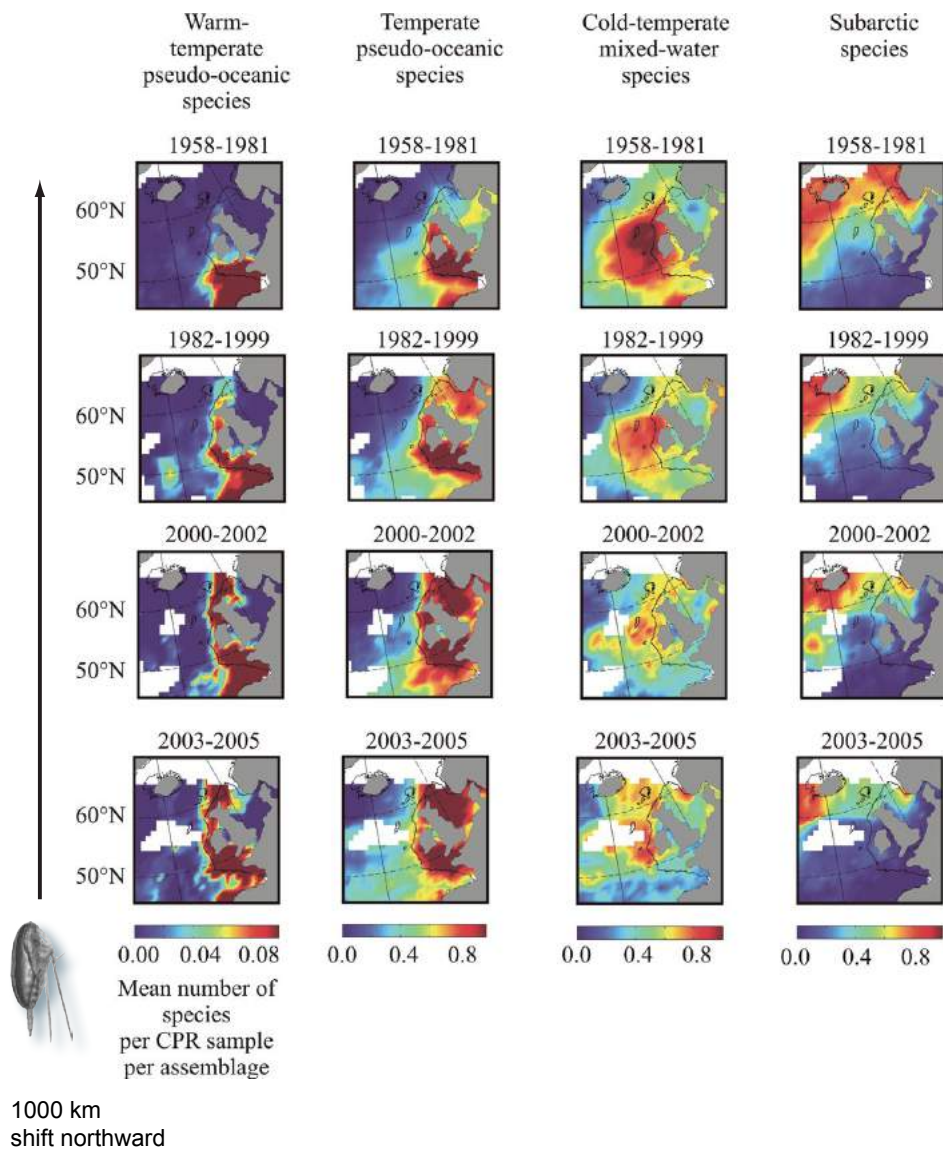 Warm-
temperate
pseudo-oceanic
species
Temperate
pseudo-oceanic
species
Cold-temperate
mixed-water
species
Subarctic
species
1958-1981
1958-1981
1958-1981
1958-1981
60°N
50°N
1982-1999
1982-1999
1982-1999
1982-1999
60°N
50°N
2000-2002
2000-2002
2000-2002
2000-2002
60°N
50°N
2003-2005
2003-2005
2003-2005
2003-2005
60°N
50°N
0.00 0.04 0.08
0.0 0.4 0.8
0.0 0.4 0.8
0.0 0.4 0.8
Mean number of
species
per CPR sample
per assemblage
1000 km
shift northward